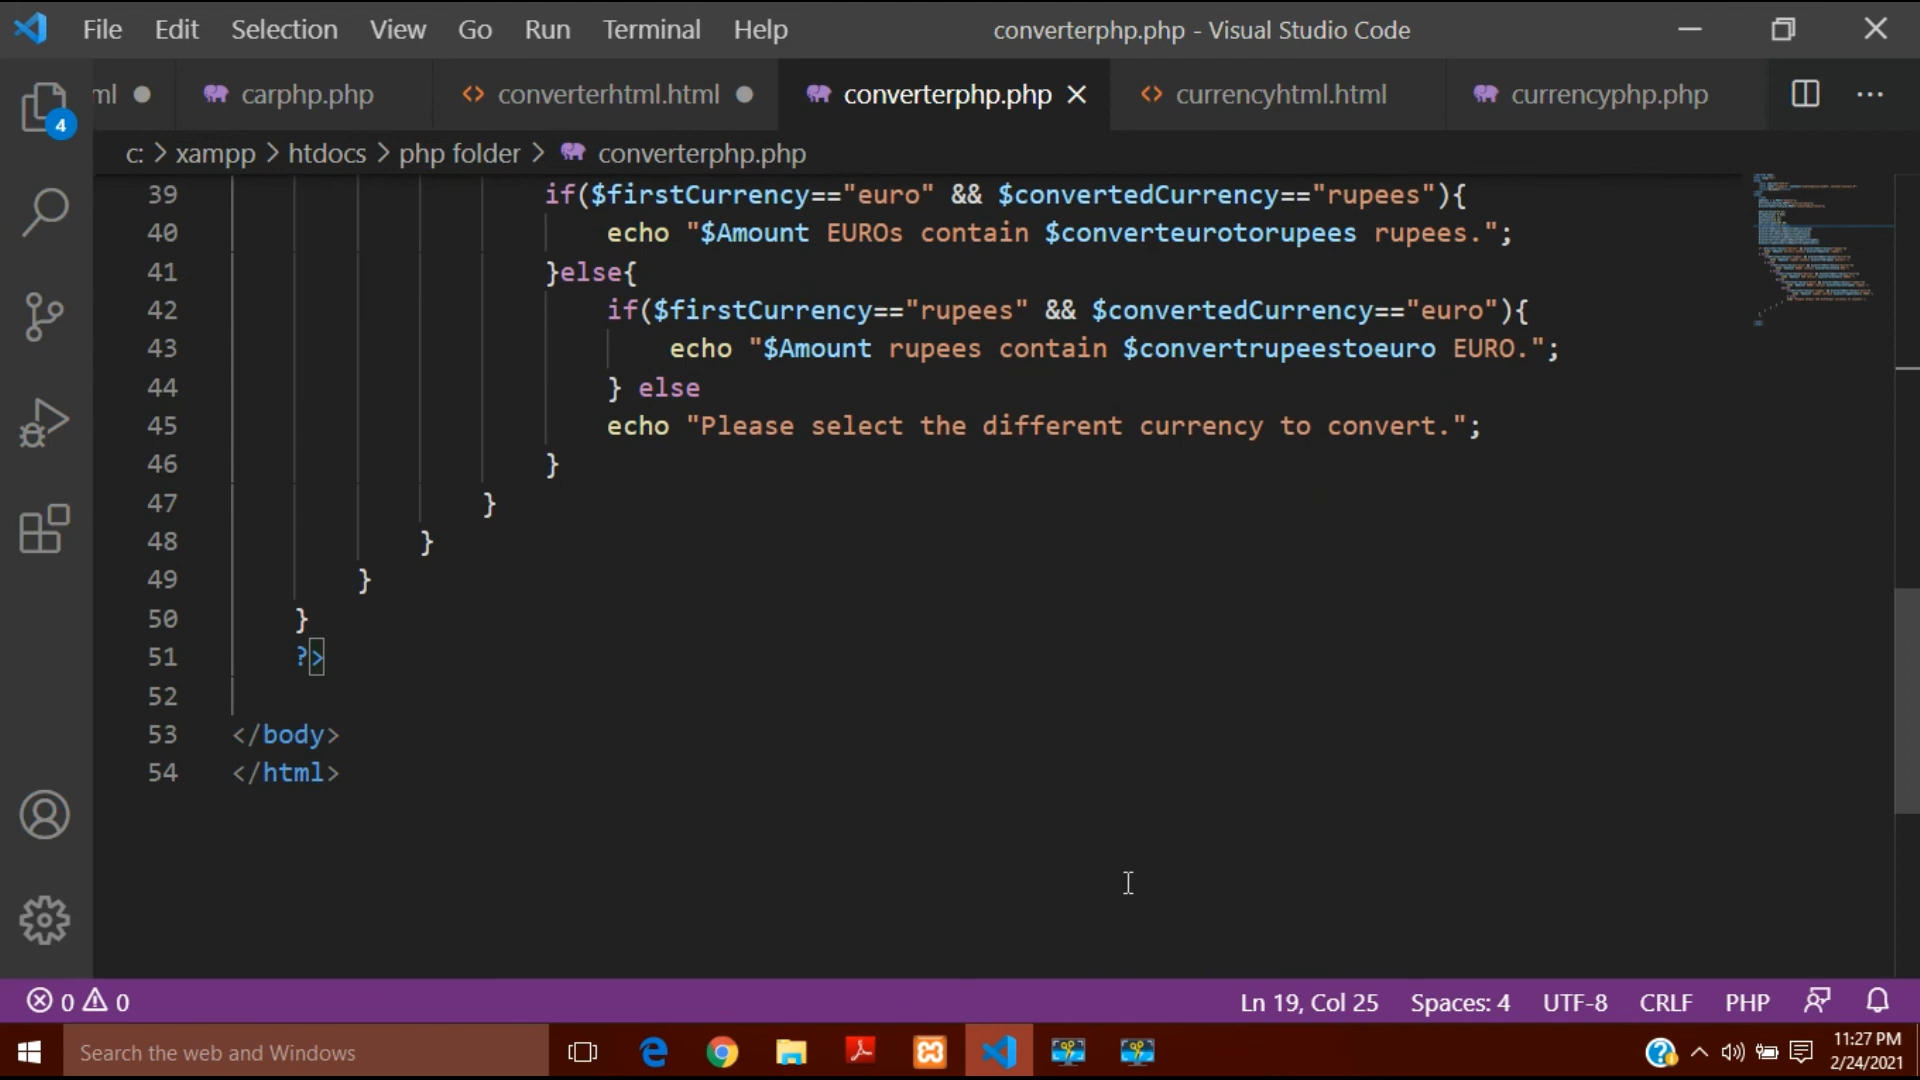 File Edit Selection View Go Run Terminal Help converterphp.php - Visual Studio Code
ml carphp.php converterhtml.html converterphp.php currencyhtml.html currencyphp.php
c: > xampp > htdocs > php folder > converterphp.php
4
39 if($firstCurrency=="euro" && $convertedCurrency=="rupees"){
40 echo "$Amount EUROs contain $converteurotorupees rupees.";
41 }else{
42 if($firstCurrency=="rupees" && $convertedCurrency=="euro"){
43 echo "$Amount rupees contain $convertrupeestoeuro EURO.";
44 } else
45 echo "Please select the different currency to convert.";
46 }
47 }
48 }
49 }
50 }
51 ?>
52
53 </body>
54 </html>
0 0 Ln 19, Col 25 Spaces: 4 UTF-8 CRLF PHP
Search the web and Windows
11:27 PM
2/24/2021